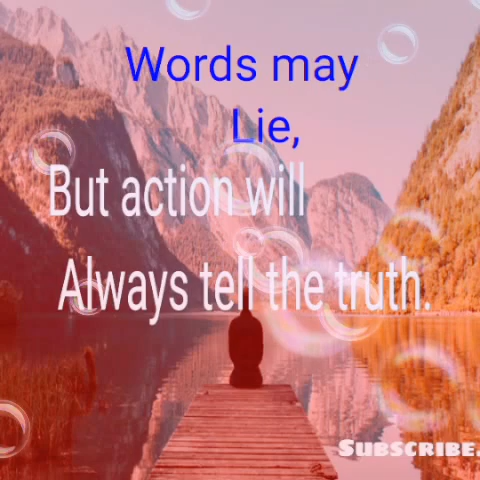 Words may
Lie,
But action will
Always tell the truth.
Subscribe.